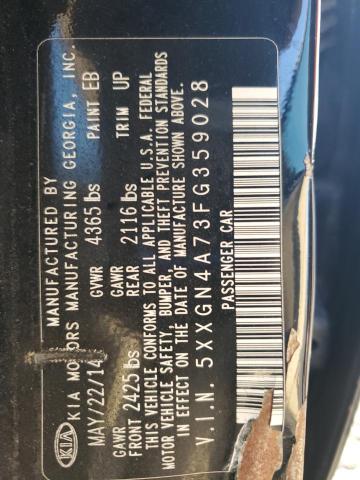 MANUFACTURED BY
KIA KIA MOTORS MANUFACTURING GEORGIA, INC.
MAY/22/14 GVWR 4365 lbs PAINT EB
GAWR FRONT 2425 lbs GAWR REAR 2116 lbs TRIM UP
THIS VEHICLE CONFORMS TO ALL APPLICABLE U.S.A. FEDERAL
MOTOR VEHICLE SAFETY, BUMPER, AND THEFT PREVENTION STANDARDS
IN EFFECT ON THE DATE OF MANUFACTURE SHOWN ABOVE.
V.I.N. 5XXGN4A73FG359028
PASSENGER CAR